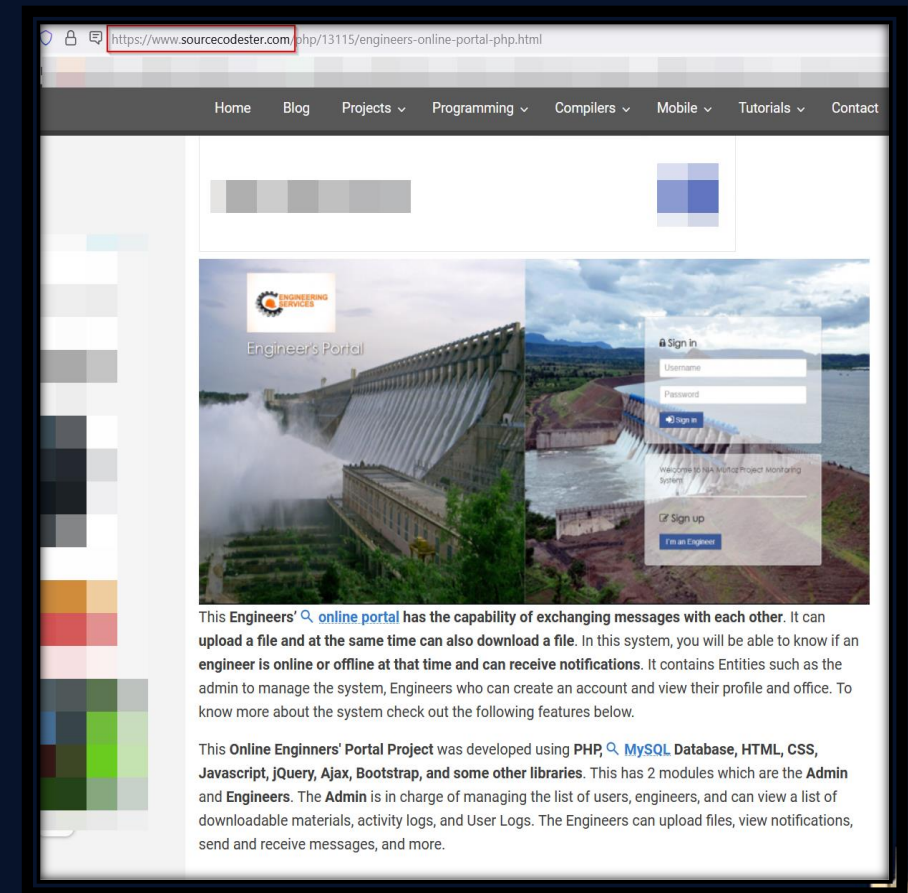 https://www.sourcecodester.com/php/13115/engineers-online-portal-php.html
Home Blog Projects Programming Compilers Mobile Tutorials Contact
ENGINEERING
SERVICES
Engineer's Portal
Sign in
Username
Password
Sign in
Welcome to NIA Muñoz Project Monitoring
System
Sign up
I'm an Engineer
This Engineers' online portal has the capability of exchanging messages with each other. It can
upload a file and at the same time can also download a file. In this system, you will be able to know if an
engineer is online or offline at that time and can receive notifications. It contains Entities such as the
admin to manage the system, Engineers who can create an account and view their profile and office. To
know more about the system check out the following features below.
This Online Enginners' Portal Project was developed using PHP, MySQL Database, HTML, CSS,
Javascript, jQuery, Ajax, Bootstrap, and some other libraries. This has 2 modules which are the Admin
and Engineers. The Admin is in charge of managing the list of users, engineers, and can view a list of
downloadable materials, activity logs, and User Logs. The Engineers can upload files, view notifications,
send and receive messages, and more.